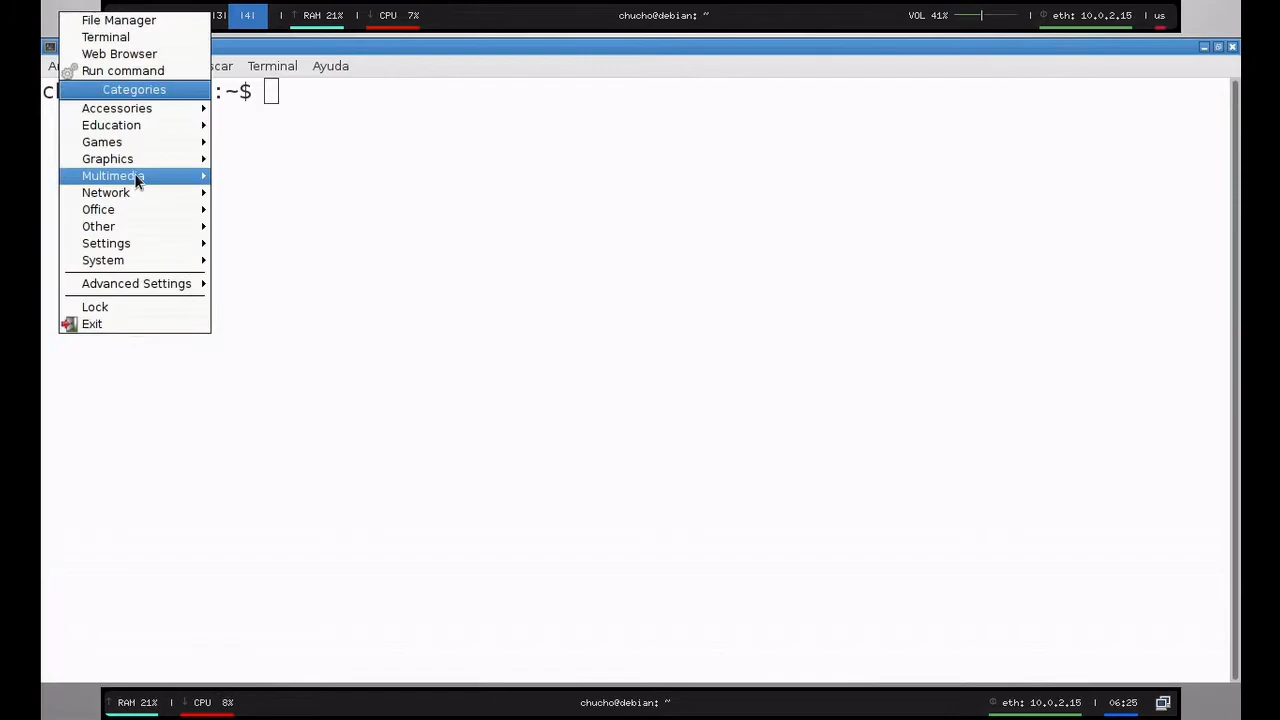 |3| |4| | RAM 21% | CPU 7% chucho@debian: ~ VOL 41% | eth: 10.0.2.15 | us
File Manager
Terminal
Web Browser
Run command
Terminal Ayuda
Categories
:~$
Accessories
Education
Games
Graphics
Multimedia
Network
Office
Other
Settings
System
Advanced Settings
Lock
Exit
RAM 21% | CPU 8% chucho@debian: ~ eth: 10.0.2.15 | 06:25